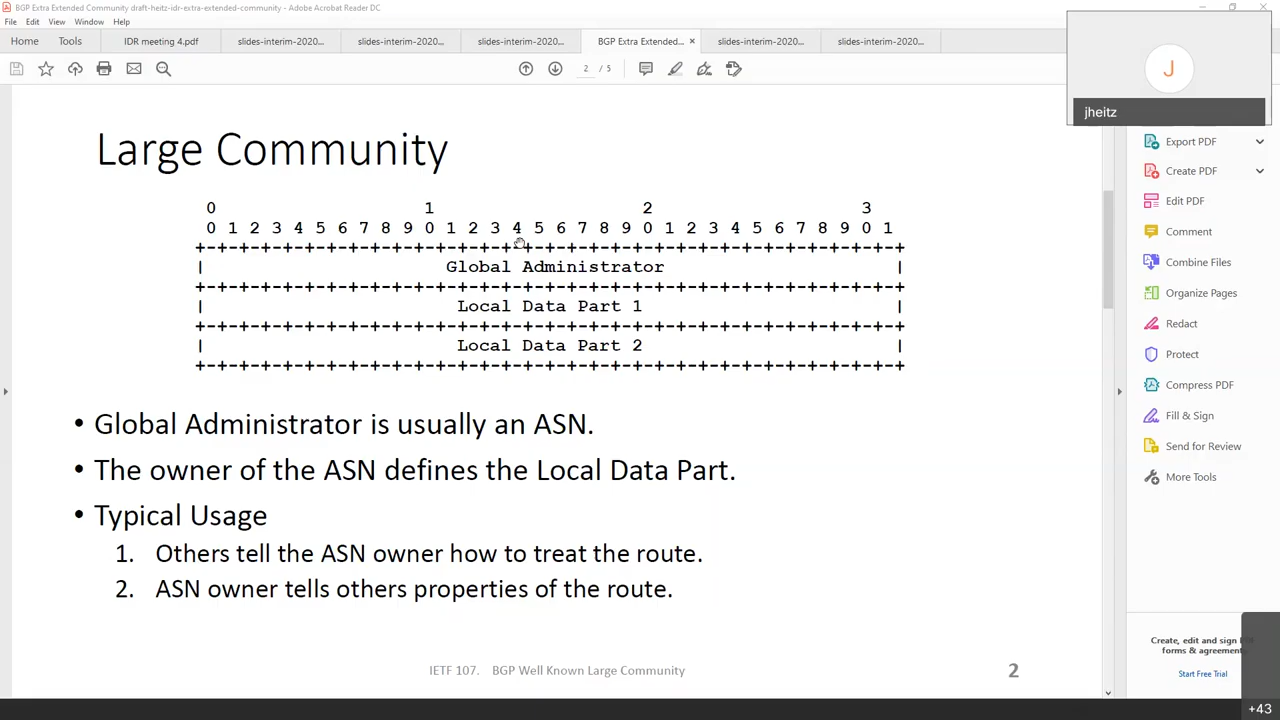 BGP Extra Extended Community draft-heitz-idr-extra-extended-community - Adobe Acrobat Reader DC
File Edit View Window Help
Home Tools IDR meeting 4.pdf slides-interim-2020... slides-interim-2020... slides-interim-2020... BGP Extra Extended... × slides-interim-2020... slides-interim-2020...
2 / 5
J
jheitz
Large Community
0 1 2 3
0 1 2 3 4 5 6 7 8 9 0 1 2 3 4 5 6 7 8 9 0 1 2 3 4 5 6 7 8 9 0 1
+-+-+-+-+-+-+-+-+-+-+-+-+-+-+-+-+-+-+-+-+-+-+-+-+-+-+-+-+-+-+-+-+
| Global Administrator |
+-+-+-+-+-+-+-+-+-+-+-+-+-+-+-+-+-+-+-+-+-+-+-+-+-+-+-+-+-+-+-+-+
| Local Data Part 1 |
+-+-+-+-+-+-+-+-+-+-+-+-+-+-+-+-+-+-+-+-+-+-+-+-+-+-+-+-+-+-+-+-+
| Local Data Part 2 |
+-+-+-+-+-+-+-+-+-+-+-+-+-+-+-+-+-+-+-+-+-+-+-+-+-+-+-+-+-+-+-+-+
• Global Administrator is usually an ASN.
• The owner of the ASN defines the Local Data Part.
• Typical Usage
1. Others tell the ASN owner how to treat the route.
2. ASN owner tells others properties of the route.
IETF 107. BGP Well Known Large Community 2
Export PDF
Create PDF
Edit PDF
Comment
Combine Files
Organize Pages
Redact
Protect
Compress PDF
Fill & Sign
Send for Review
More Tools
Create, edit and sign
forms & agreements
Start Free Trial
+43